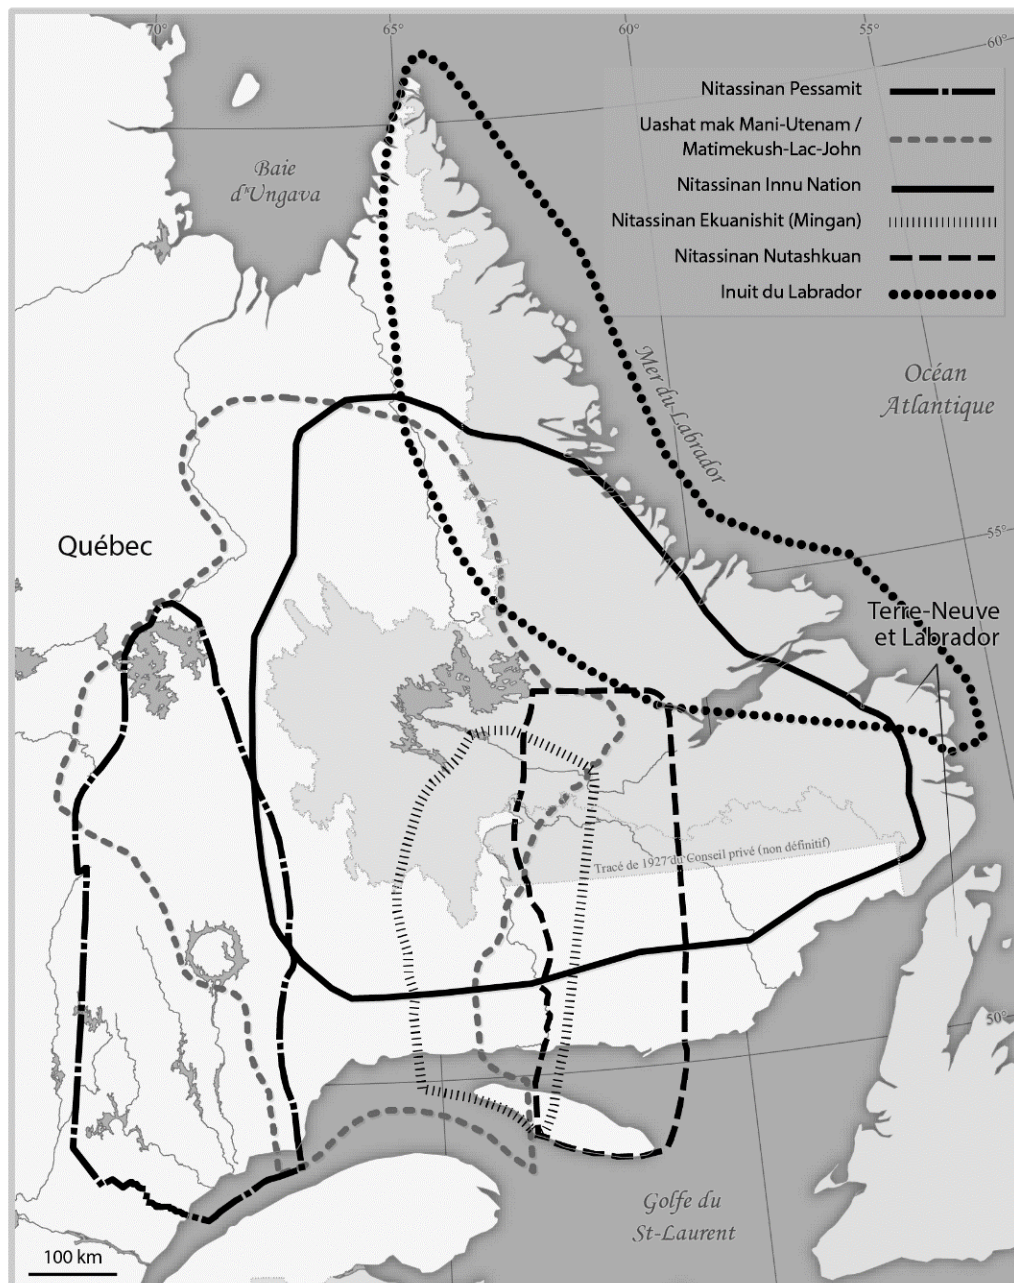 70°
65°
60°
55°
60°
Nitassinan Pessamit
Uashat mak Mani-Utenam /
Matimekush-Lac-John
Nitassinan Innu Nation
Nitassinan Ekuanishit (Mingan)
Nitassinan Nutashkuan
Inuit du Labrador
Baie
d'Ungava
Mer du Labrador
Océan
Atlantique
Québec
55°
Terre-Neuve
et Labrador
Tracé de 1927 du Conseil privé (non définitif)
50°
Golfe du
St-Laurent
100 km